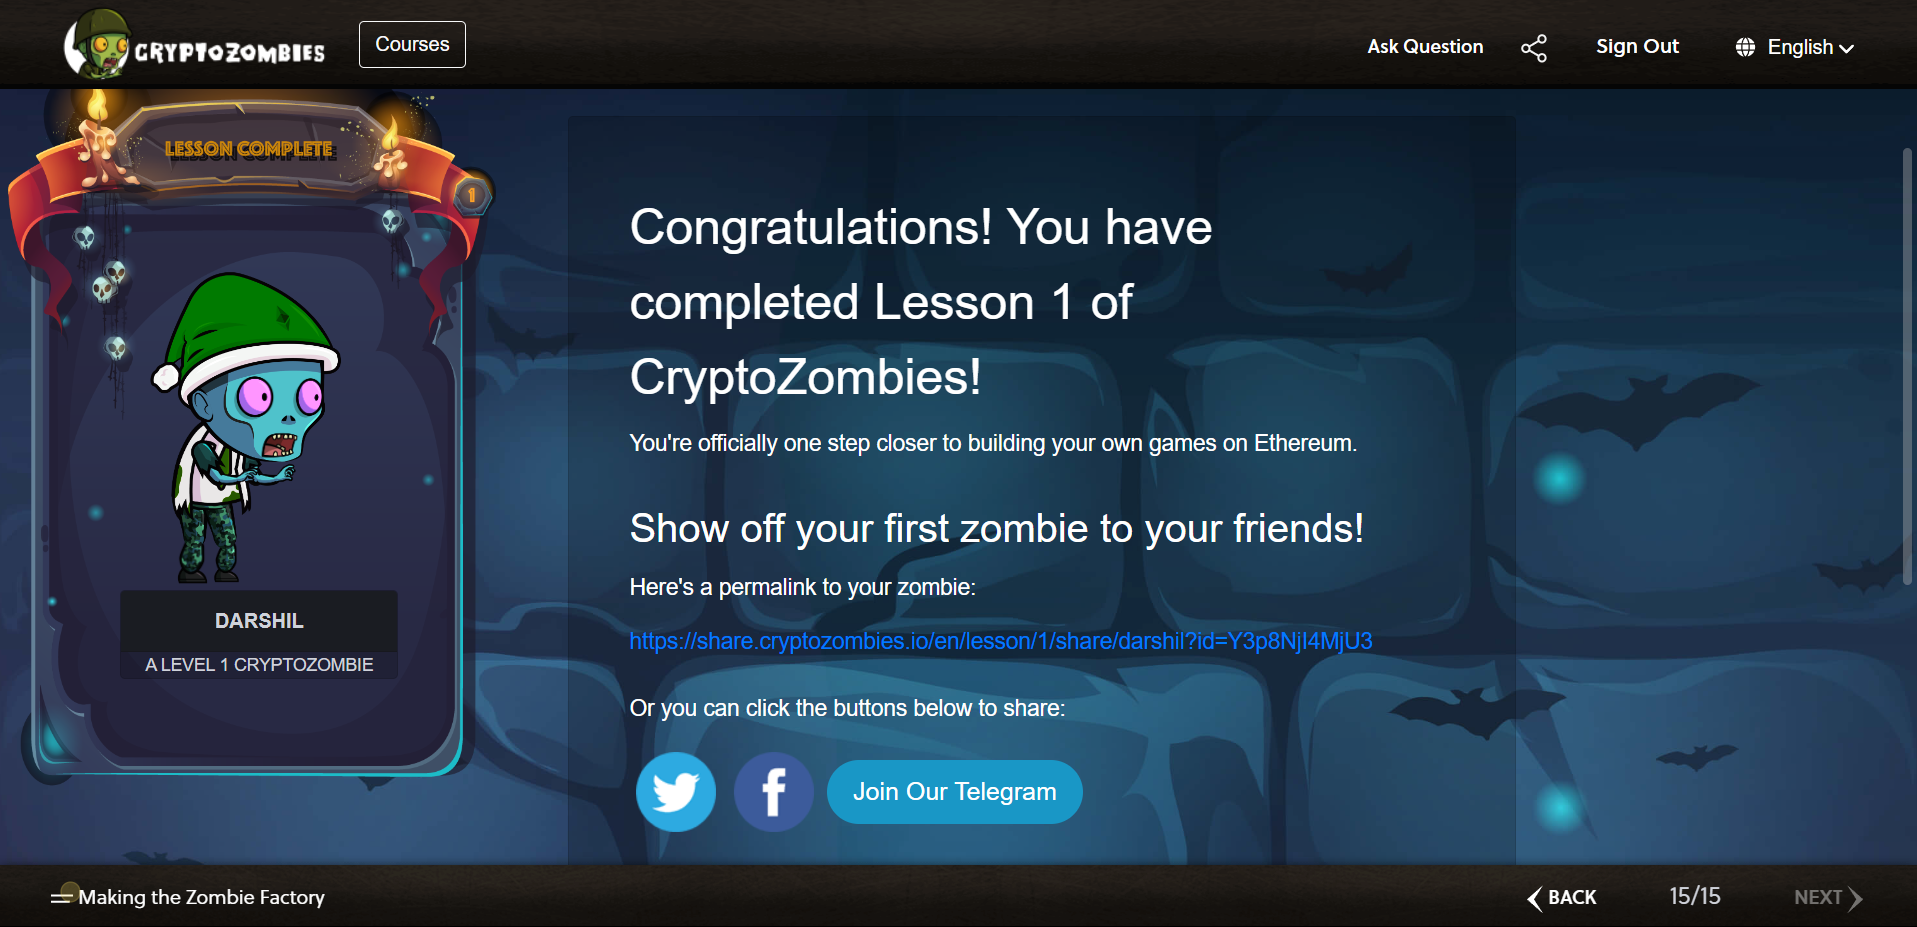 CRYPTOZOMBIES
Courses
Ask Question
Sign Out
English
LESSON COMPLETE
1
DARSHIL
A LEVEL 1 CRYPTOZOMBIE
Congratulations! You have
completed Lesson 1 of
CryptoZombies!
You're officially one step closer to building your own games on Ethereum.
Show off your first zombie to your friends!
Here's a permalink to your zombie:
https://share.cryptozombies.io/en/lesson/1/share/darshil?id=Y3p8NjI4MjU3
Or you can click the buttons below to share:
Join Our Telegram
Making the Zombie Factory
BACK
15/15
NEXT